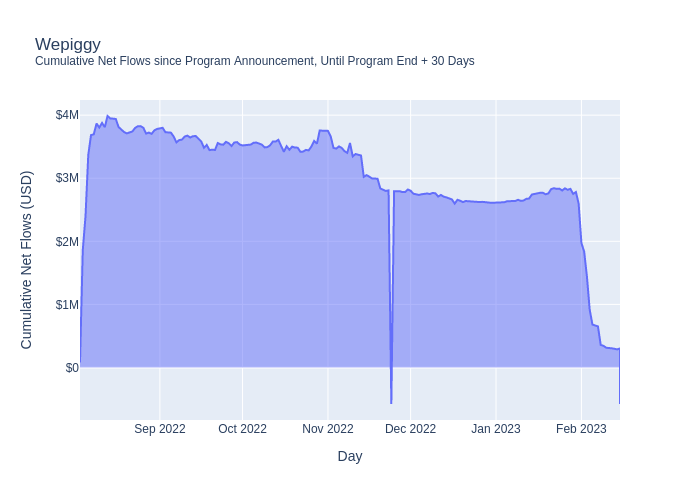 Wepiggy
Cumulative Net Flows since Program Announcement, Until Program End + 30 Days
Cumulative Net Flows (USD)
$4M
$3M
$2M
$1M
$0
Sep 2022
Oct 2022
Nov 2022
Dec 2022
Jan 2023
Feb 2023
Day